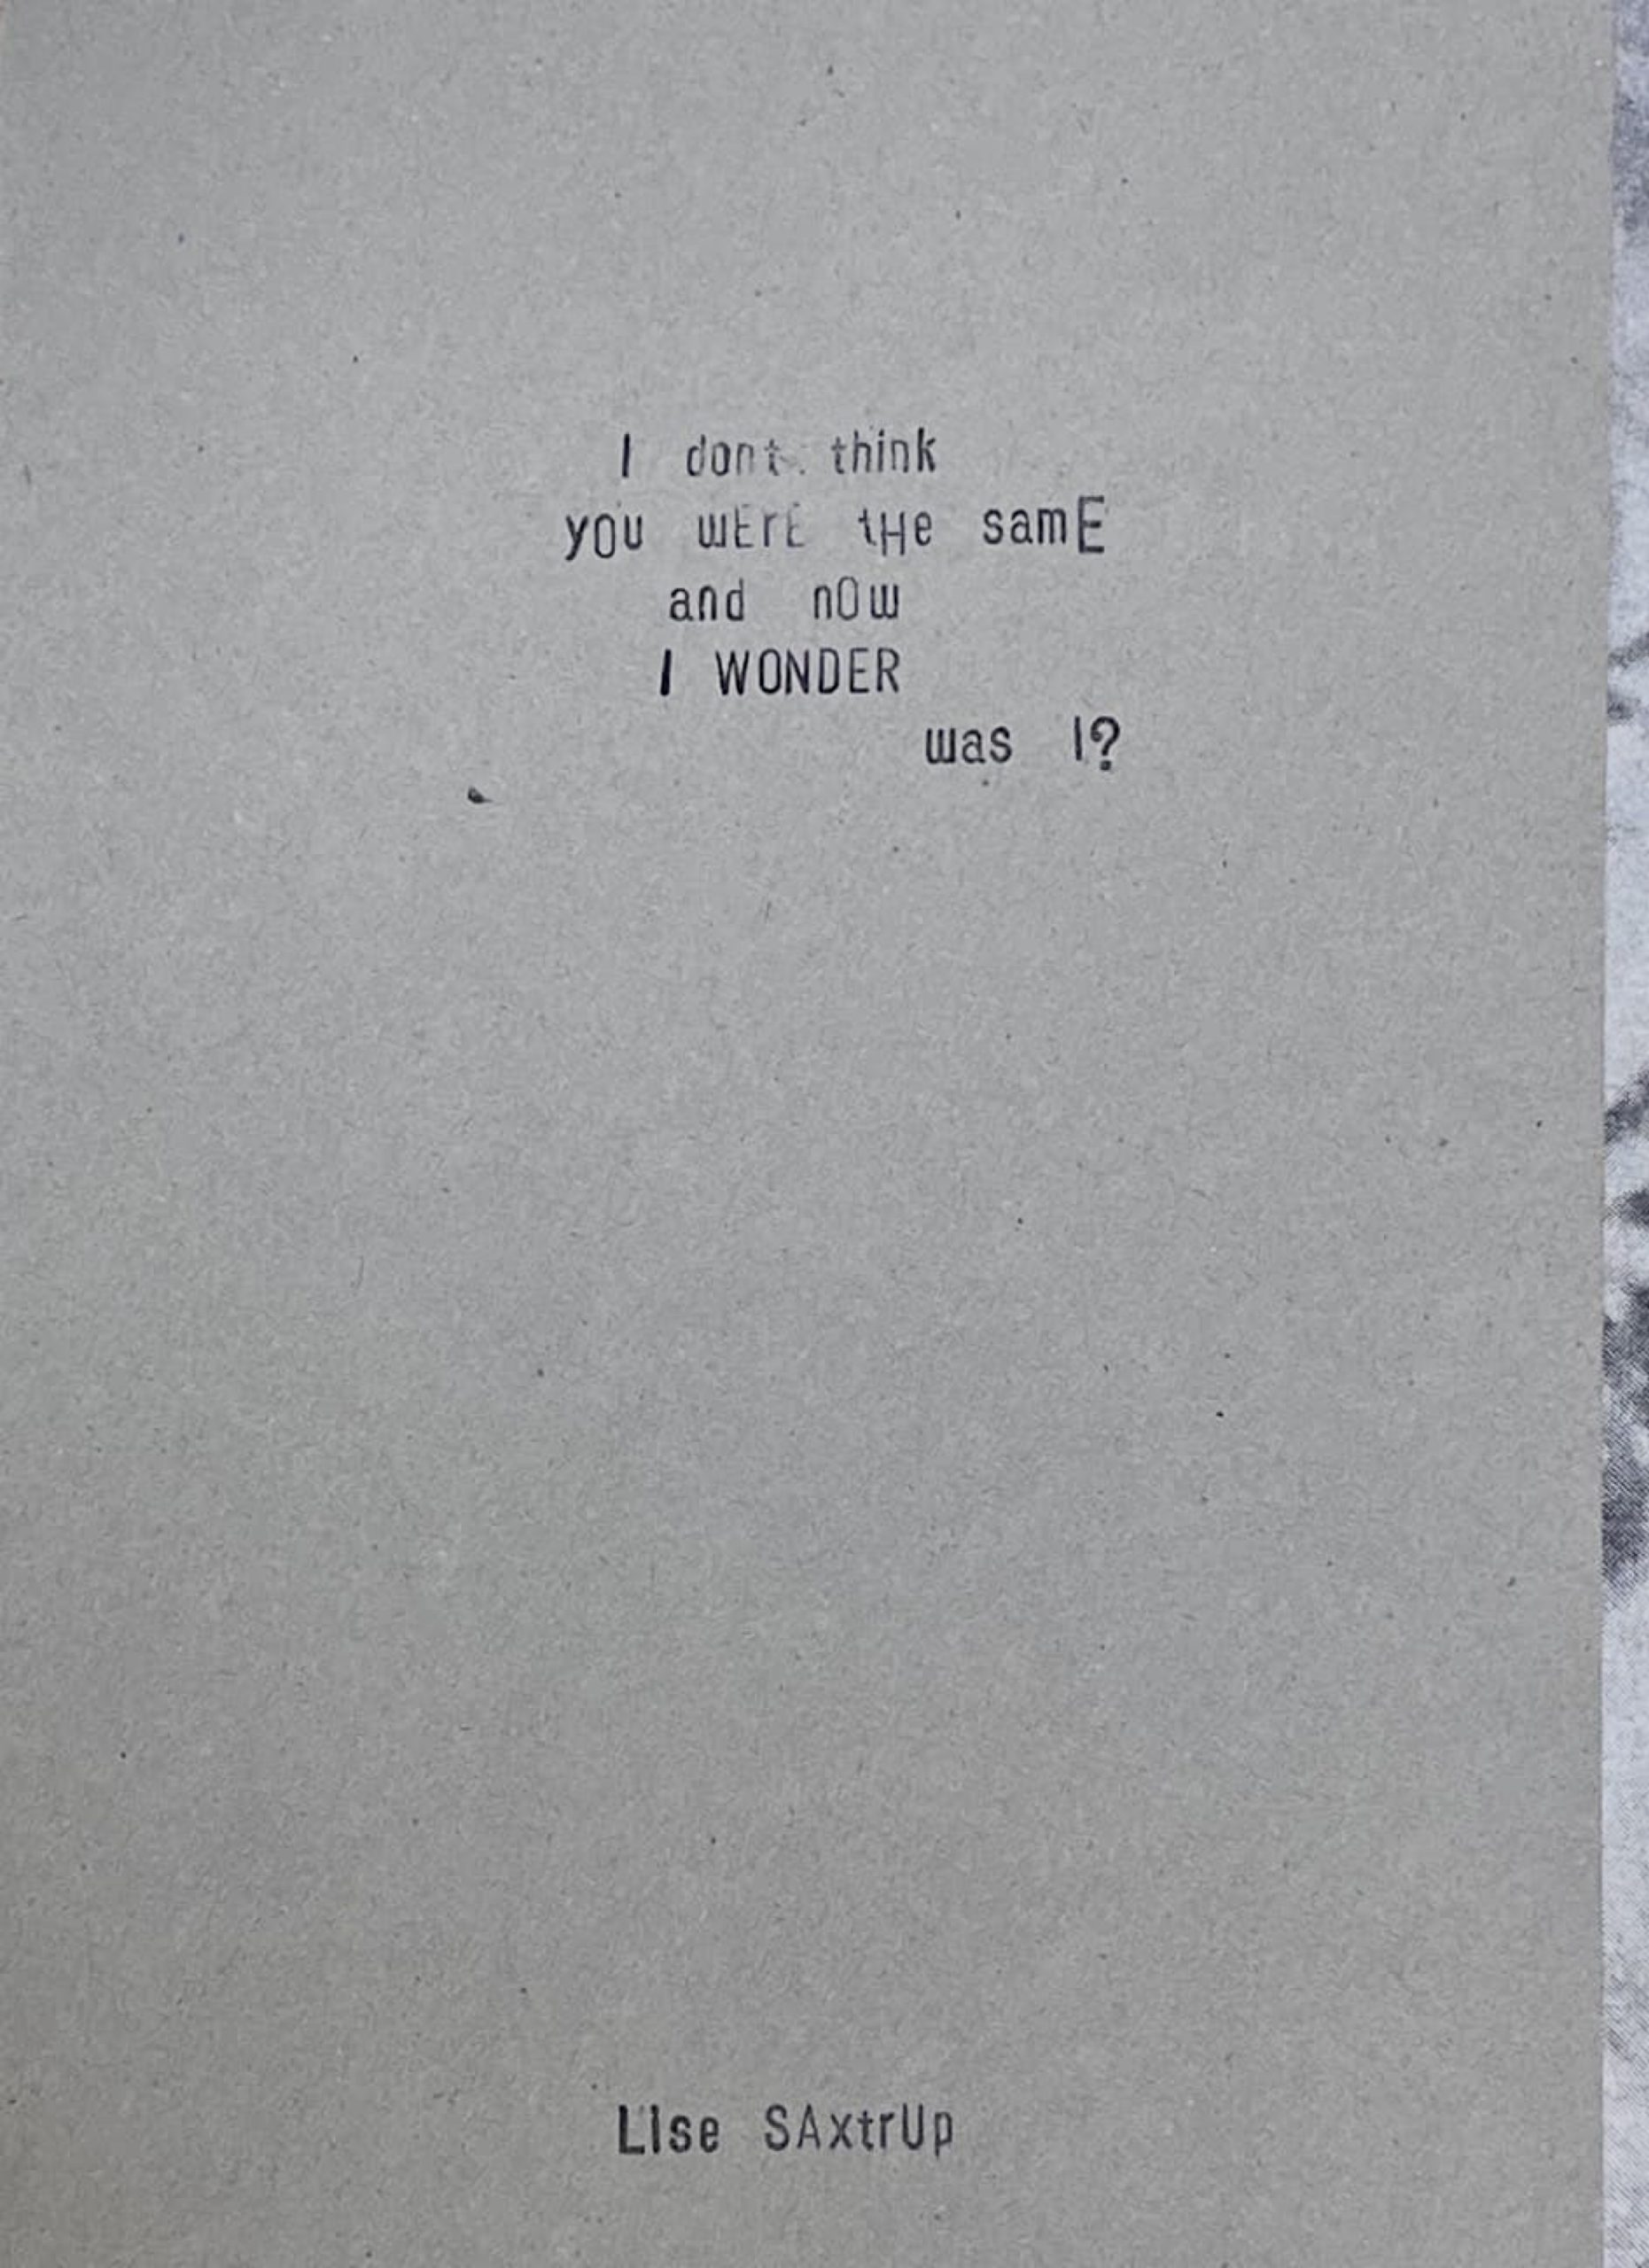 I dont. think
you wErE tHe samE
and nOw
I WONDER
was I?
LIse SAxtrUp